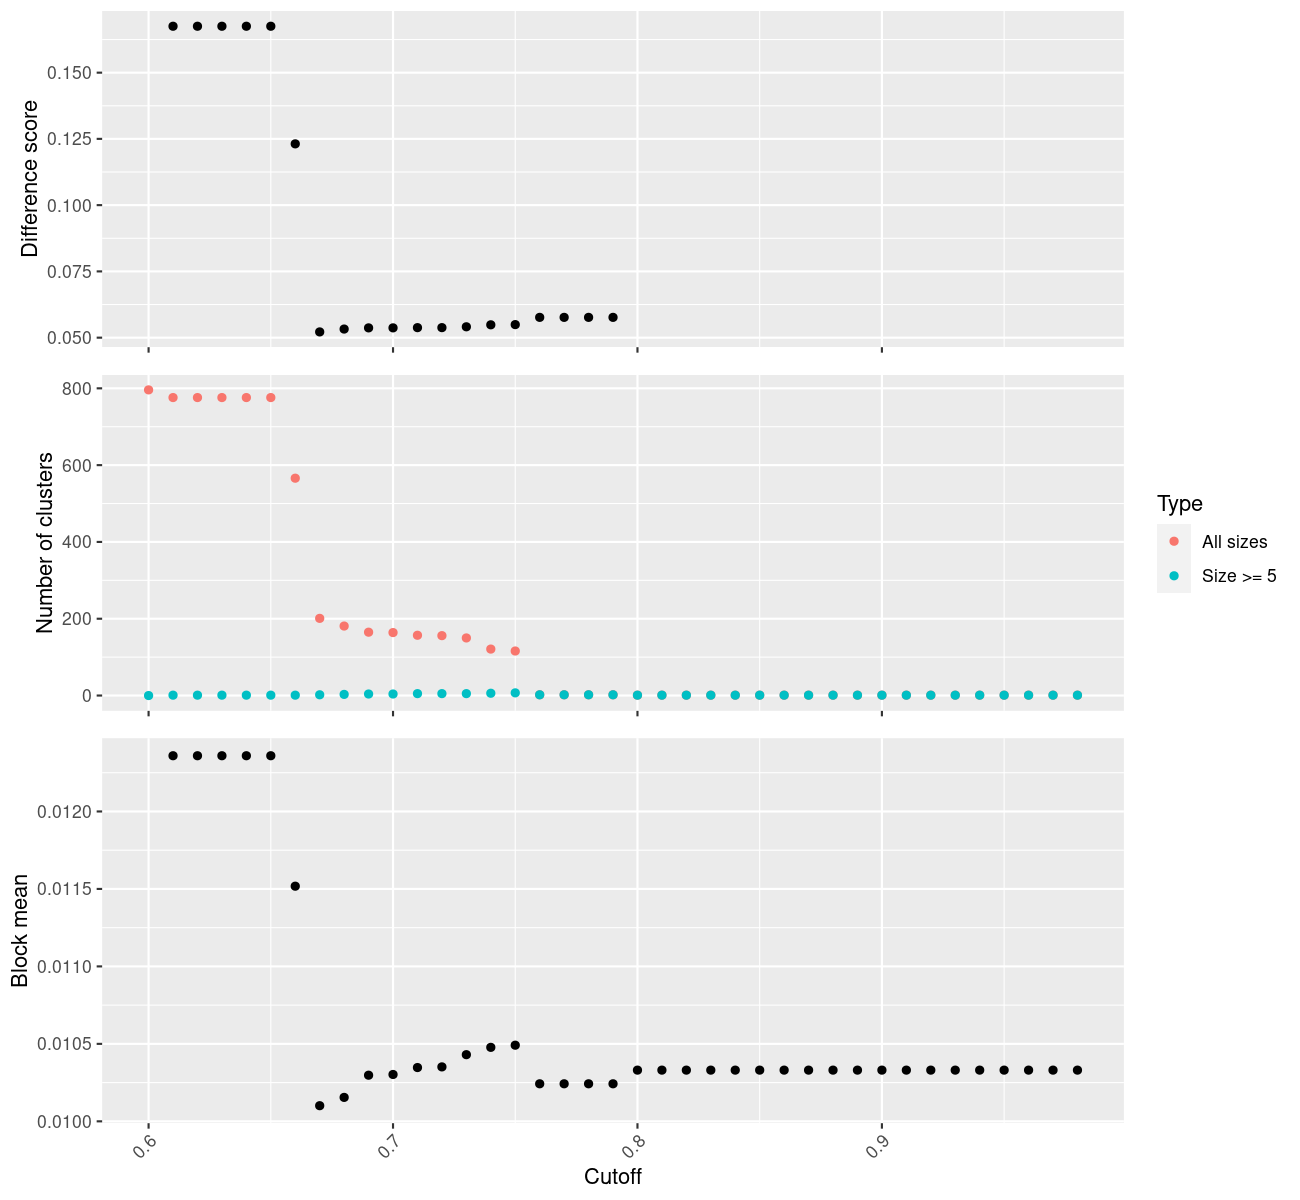 Difference score
0.150
0.125
0.100
0.075
0.050
Number of clusters
800
600
400
200
0
Type
All sizes
Size >= 5
Block mean
0.0120
0.0115
0.0110
0.0105
0.0100
0.6
0.7
0.8
0.9
Cutoff